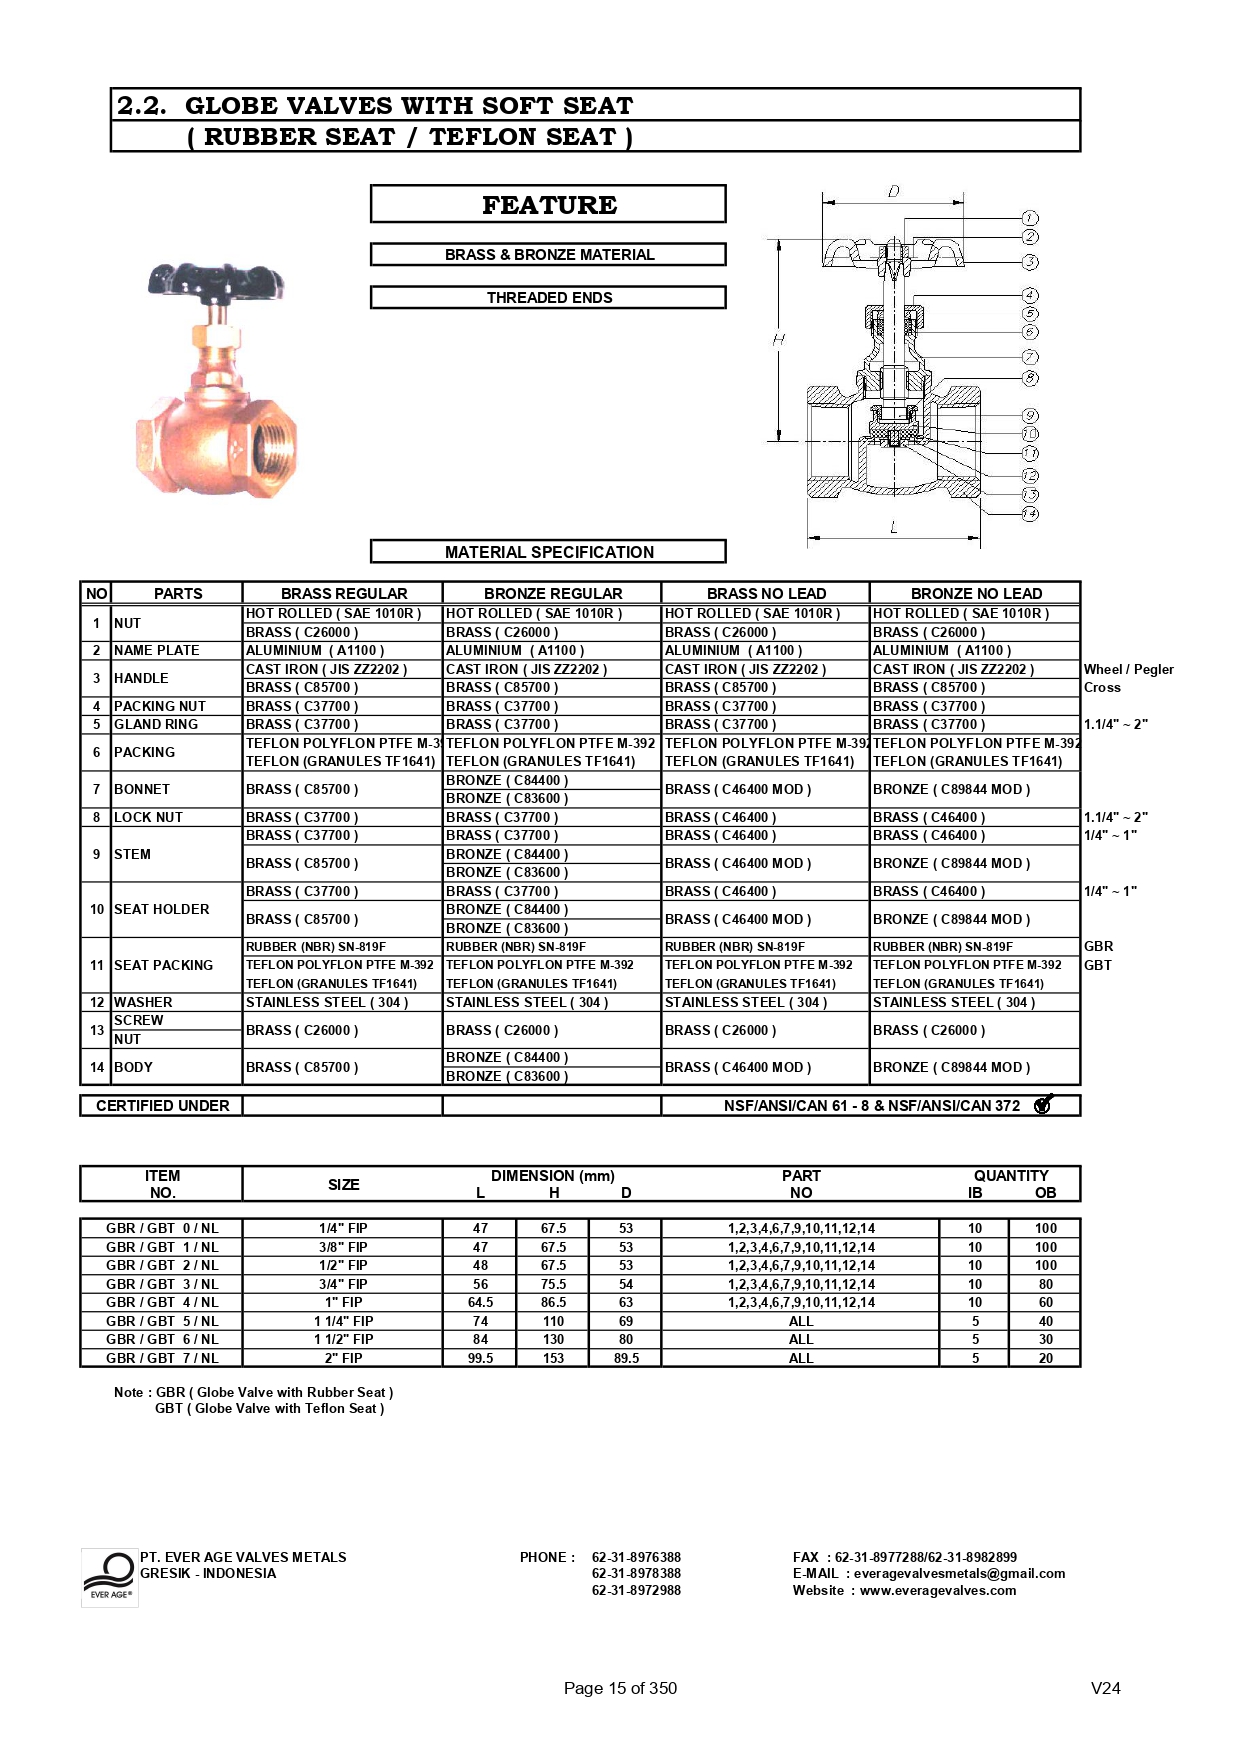 2.2. GLOBE VALVES WITH SOFT SEAT
( RUBBER SEAT / TEFLON SEAT )
FEATURE
BRASS & BRONZE MATERIAL
THREADED ENDS
D
H
L
1
2
3
4
5
6
7
8
9
10
11
12
13
14
MATERIAL SPECIFICATION
NO PARTS BRASS REGULAR BRONZE REGULAR BRASS NO LEAD BRONZE NO LEAD
1 NUT HOT ROLLED ( SAE 1010R ) HOT ROLLED ( SAE 1010R ) HOT ROLLED ( SAE 1010R ) HOT ROLLED ( SAE 1010R )
BRASS ( C26000 ) BRASS ( C26000 ) BRASS ( C26000 ) BRASS ( C26000 )
2 NAME PLATE ALUMINIUM ( A1100 ) ALUMINIUM ( A1100 ) ALUMINIUM ( A1100 ) ALUMINIUM ( A1100 )
3 HANDLE CAST IRON ( JIS ZZ2202 ) CAST IRON ( JIS ZZ2202 ) CAST IRON ( JIS ZZ2202 ) CAST IRON ( JIS ZZ2202 ) Wheel / Pegler
BRASS ( C85700 ) BRASS ( C85700 ) BRASS ( C85700 ) BRASS ( C85700 ) Cross
4 PACKING NUT BRASS ( C37700 ) BRASS ( C37700 ) BRASS ( C37700 ) BRASS ( C37700 )
5 GLAND RING BRASS ( C37700 ) BRASS ( C37700 ) BRASS ( C37700 ) BRASS ( C37700 ) 1.1/4" ~ 2"
6 PACKING TEFLON POLYFLON PTFE M-39 TEFLON POLYFLON PTFE M-392 TEFLON POLYFLON PTFE M-392 TEFLON POLYFLON PTFE M-392
TEFLON (GRANULES TF1641) TEFLON (GRANULES TF1641) TEFLON (GRANULES TF1641) TEFLON (GRANULES TF1641)
7 BONNET BRASS ( C85700 ) BRONZE ( C84400 ) BRASS ( C46400 MOD ) BRONZE ( C89844 MOD )
BRONZE ( C83600 )
8 LOCK NUT BRASS ( C37700 ) BRASS ( C37700 ) BRASS ( C46400 ) BRASS ( C46400 ) 1.1/4" ~ 2"
9 STEM BRASS ( C37700 ) BRASS ( C37700 ) BRASS ( C46400 ) BRASS ( C46400 ) 1/4" ~ 1"
BRASS ( C85700 ) BRONZE ( C84400 ) BRASS ( C46400 MOD ) BRONZE ( C89844 MOD )
BRONZE ( C83600 )
10 SEAT HOLDER BRASS ( C37700 ) BRASS ( C37700 ) BRASS ( C46400 ) BRASS ( C46400 ) 1/4" ~ 1"
BRASS ( C85700 ) BRONZE ( C84400 ) BRASS ( C46400 MOD ) BRONZE ( C89844 MOD )
BRONZE ( C83600 )
11 SEAT PACKING RUBBER (NBR) SN-819F RUBBER (NBR) SN-819F RUBBER (NBR) SN-819F RUBBER (NBR) SN-819F GBR
TEFLON POLYFLON PTFE M-392 TEFLON POLYFLON PTFE M-392 TEFLON POLYFLON PTFE M-392 TEFLON POLYFLON PTFE M-392 GBT
TEFLON (GRANULES TF1641) TEFLON (GRANULES TF1641) TEFLON (GRANULES TF1641) TEFLON (GRANULES TF1641)
12 WASHER STAINLESS STEEL ( 304 ) STAINLESS STEEL ( 304 ) STAINLESS STEEL ( 304 ) STAINLESS STEEL ( 304 )
13 SCREW BRASS ( C26000 ) BRASS ( C26000 ) BRASS ( C26000 ) BRASS ( C26000 )
NUT
14 BODY BRASS ( C85700 ) BRONZE ( C84400 ) BRASS ( C46400 MOD ) BRONZE ( C89844 MOD )
BRONZE ( C83600 )
CERTIFIED UNDER NSF/ANSI/CAN 61 - 8 & NSF/ANSI/CAN 372
ITEM SIZE DIMENSION (mm) PART QUANTITY
NO. L H D NO IB OB
GBR / GBT 0 / NL 1/4" FIP 47 67.5 53 1,2,3,4,6,7,9,10,11,12,14 10 100
GBR / GBT 1 / NL 3/8" FIP 47 67.5 53 1,2,3,4,6,7,9,10,11,12,14 10 100
GBR / GBT 2 / NL 1/2" FIP 48 67.5 53 1,2,3,4,6,7,9,10,11,12,14 10 100
GBR / GBT 3 / NL 3/4" FIP 56 75.5 54 1,2,3,4,6,7,9,10,11,12,14 10 80
GBR / GBT 4 / NL 1" FIP 64.5 86.5 63 1,2,3,4,6,7,9,10,11,12,14 10 60
GBR / GBT 5 / NL 1 1/4" FIP 74 110 69 ALL 5 40
GBR / GBT 6 / NL 1 1/2" FIP 84 130 80 ALL 5 30
GBR / GBT 7 / NL 2" FIP 99.5 153 89.5 ALL 5 20
Note : GBR ( Globe Valve with Rubber Seat )
GBT ( Globe Valve with Teflon Seat )
EVER AGE®
PT. EVER AGE VALVES METALS PHONE : 62-31-8976388 FAX : 62-31-8977288/62-31-8982899
GRESIK - INDONESIA 62-31-8978388 E-MAIL : everagevalvesmetals@gmail.com
62-31-8972988 Website : www.everagevalves.com
Page 15 of 350 V24